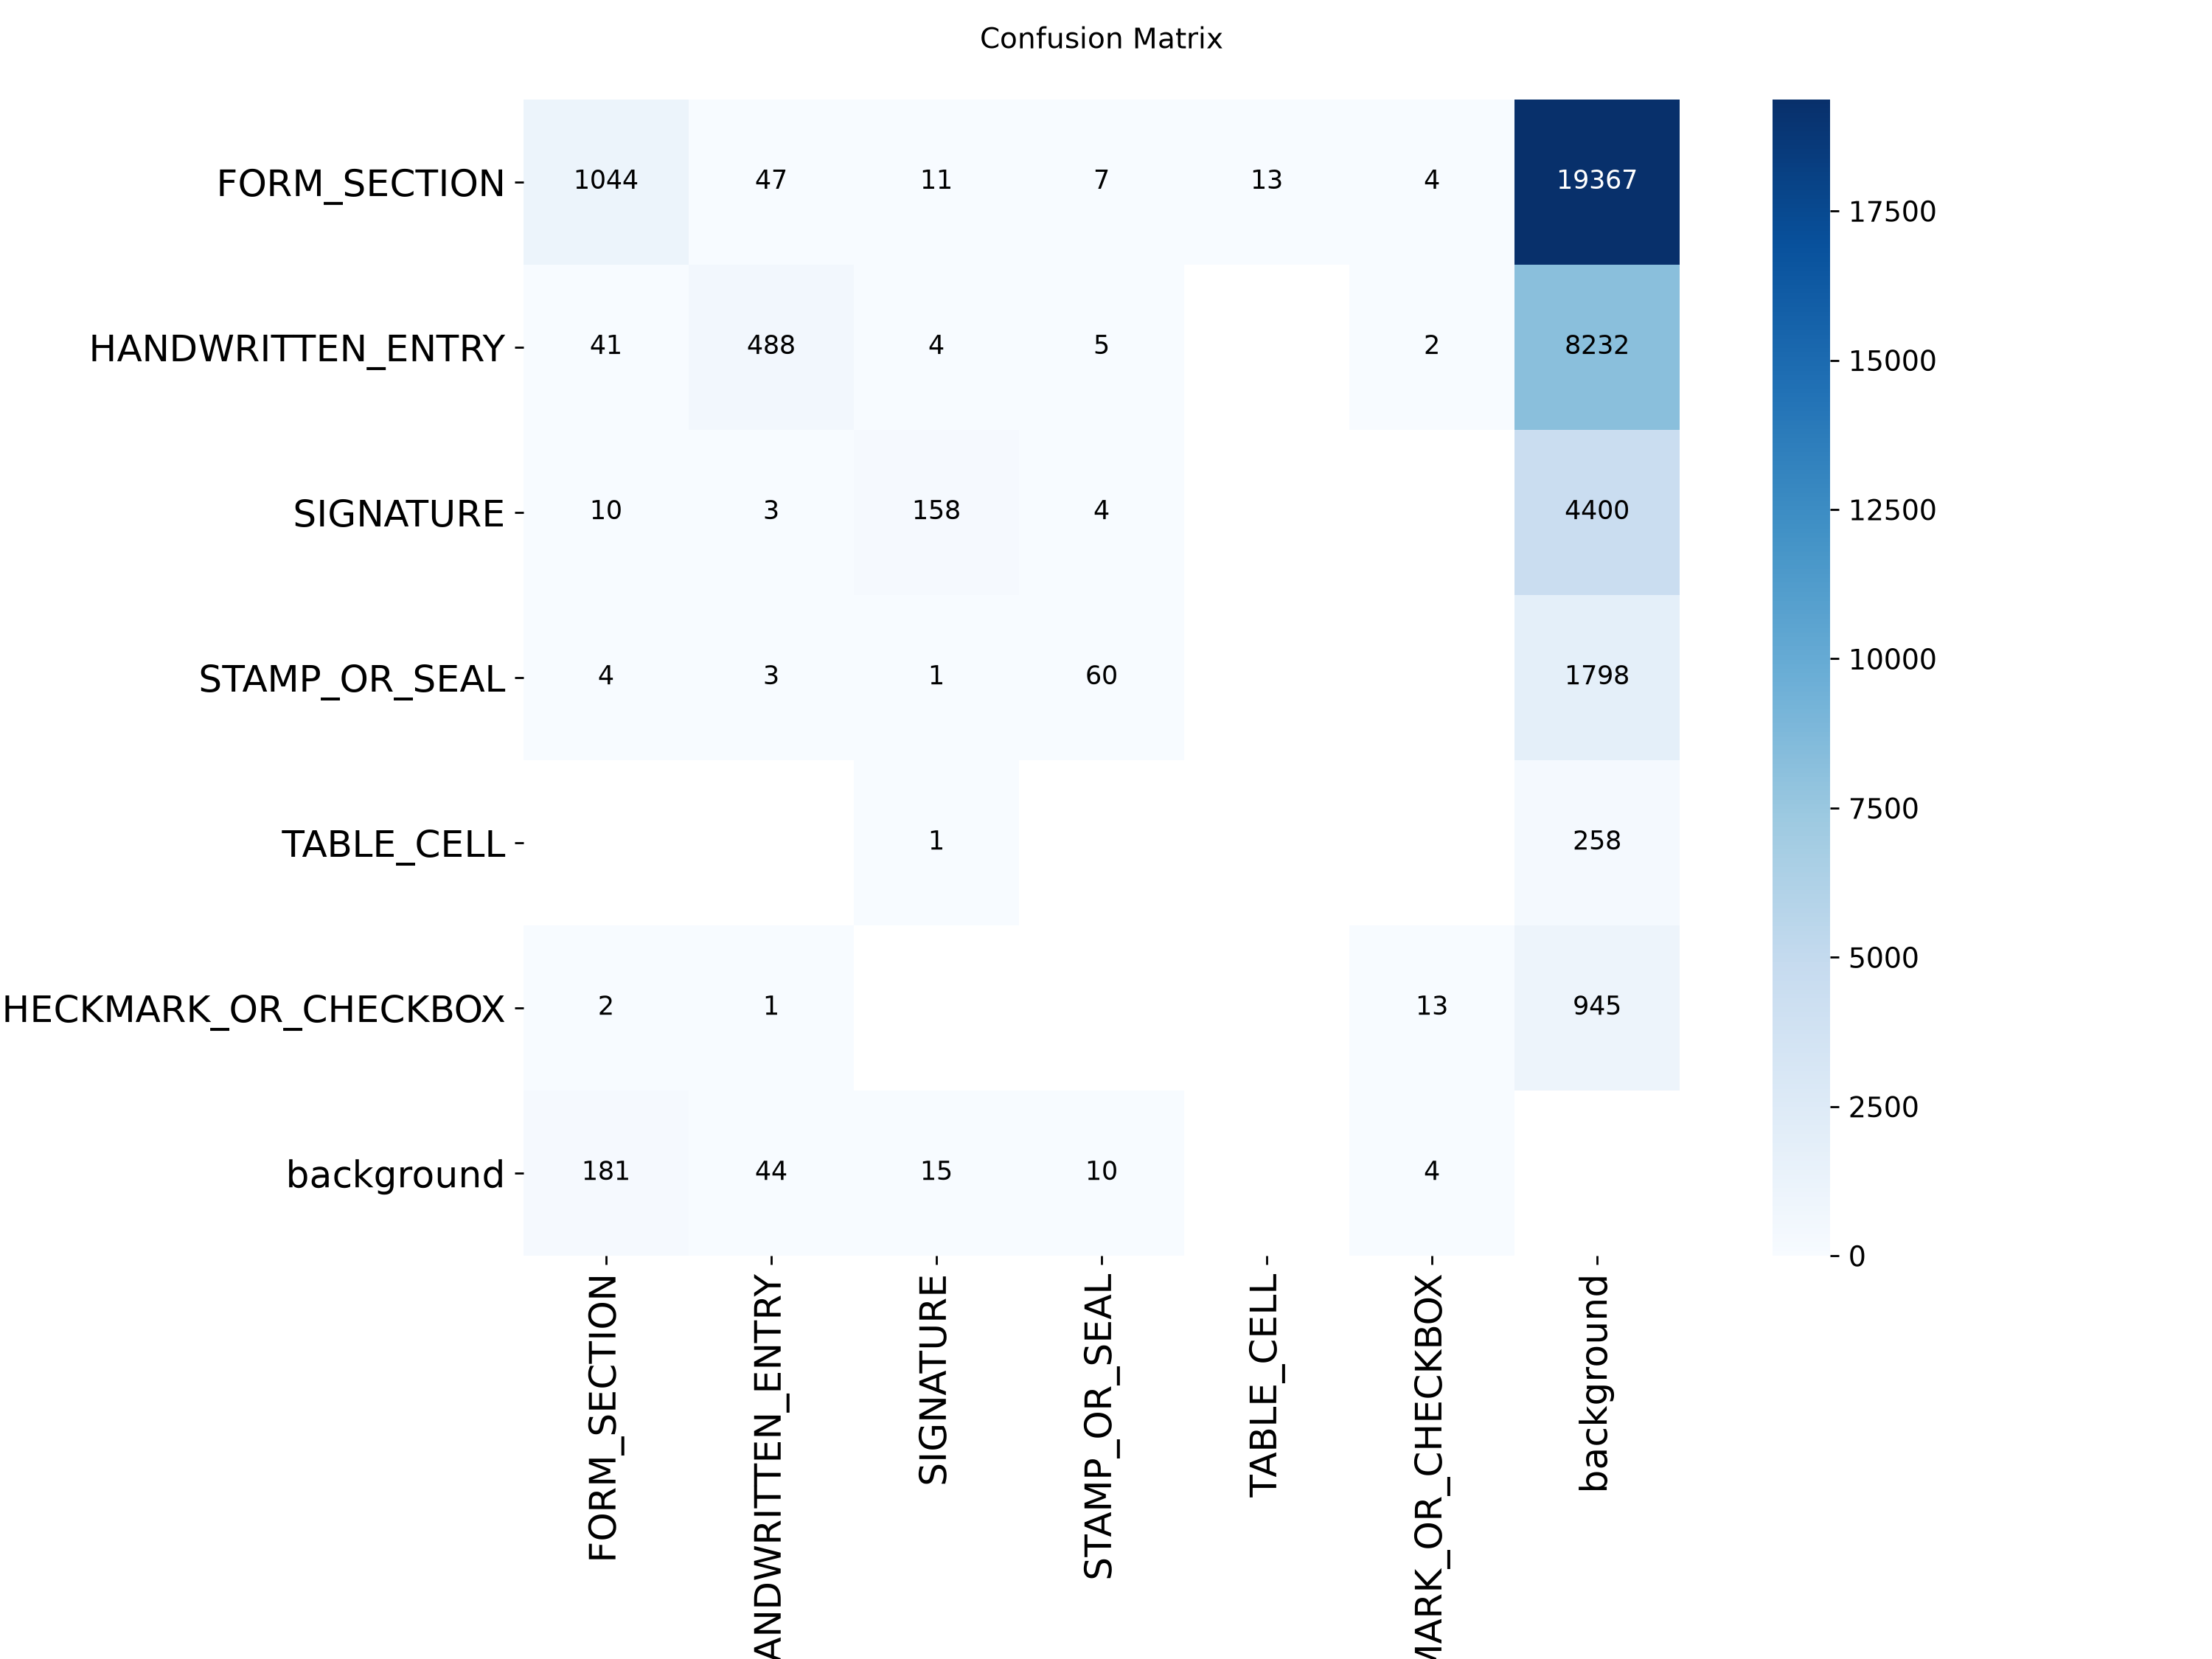 Confusion Matrix
FORM_SECTION 1044 47 11 7 13 4 19367
HANDWRITTEN_ENTRY 41 488 4 5 2 8232
SIGNATURE 10 3 158 4 4400
STAMP_OR_SEAL 4 3 1 60 1798
TABLE_CELL 1 258
HECKMARK_OR_CHECKBOX 2 1 13 945
background 181 44 15 10 4
FORM_SECTION
ANDWRITTEN_ENTRY
SIGNATURE
STAMP_OR_SEAL
TABLE_CELL
MARK_OR_CHECKBOX
background
17500
15000
12500
10000
7500
5000
2500
0